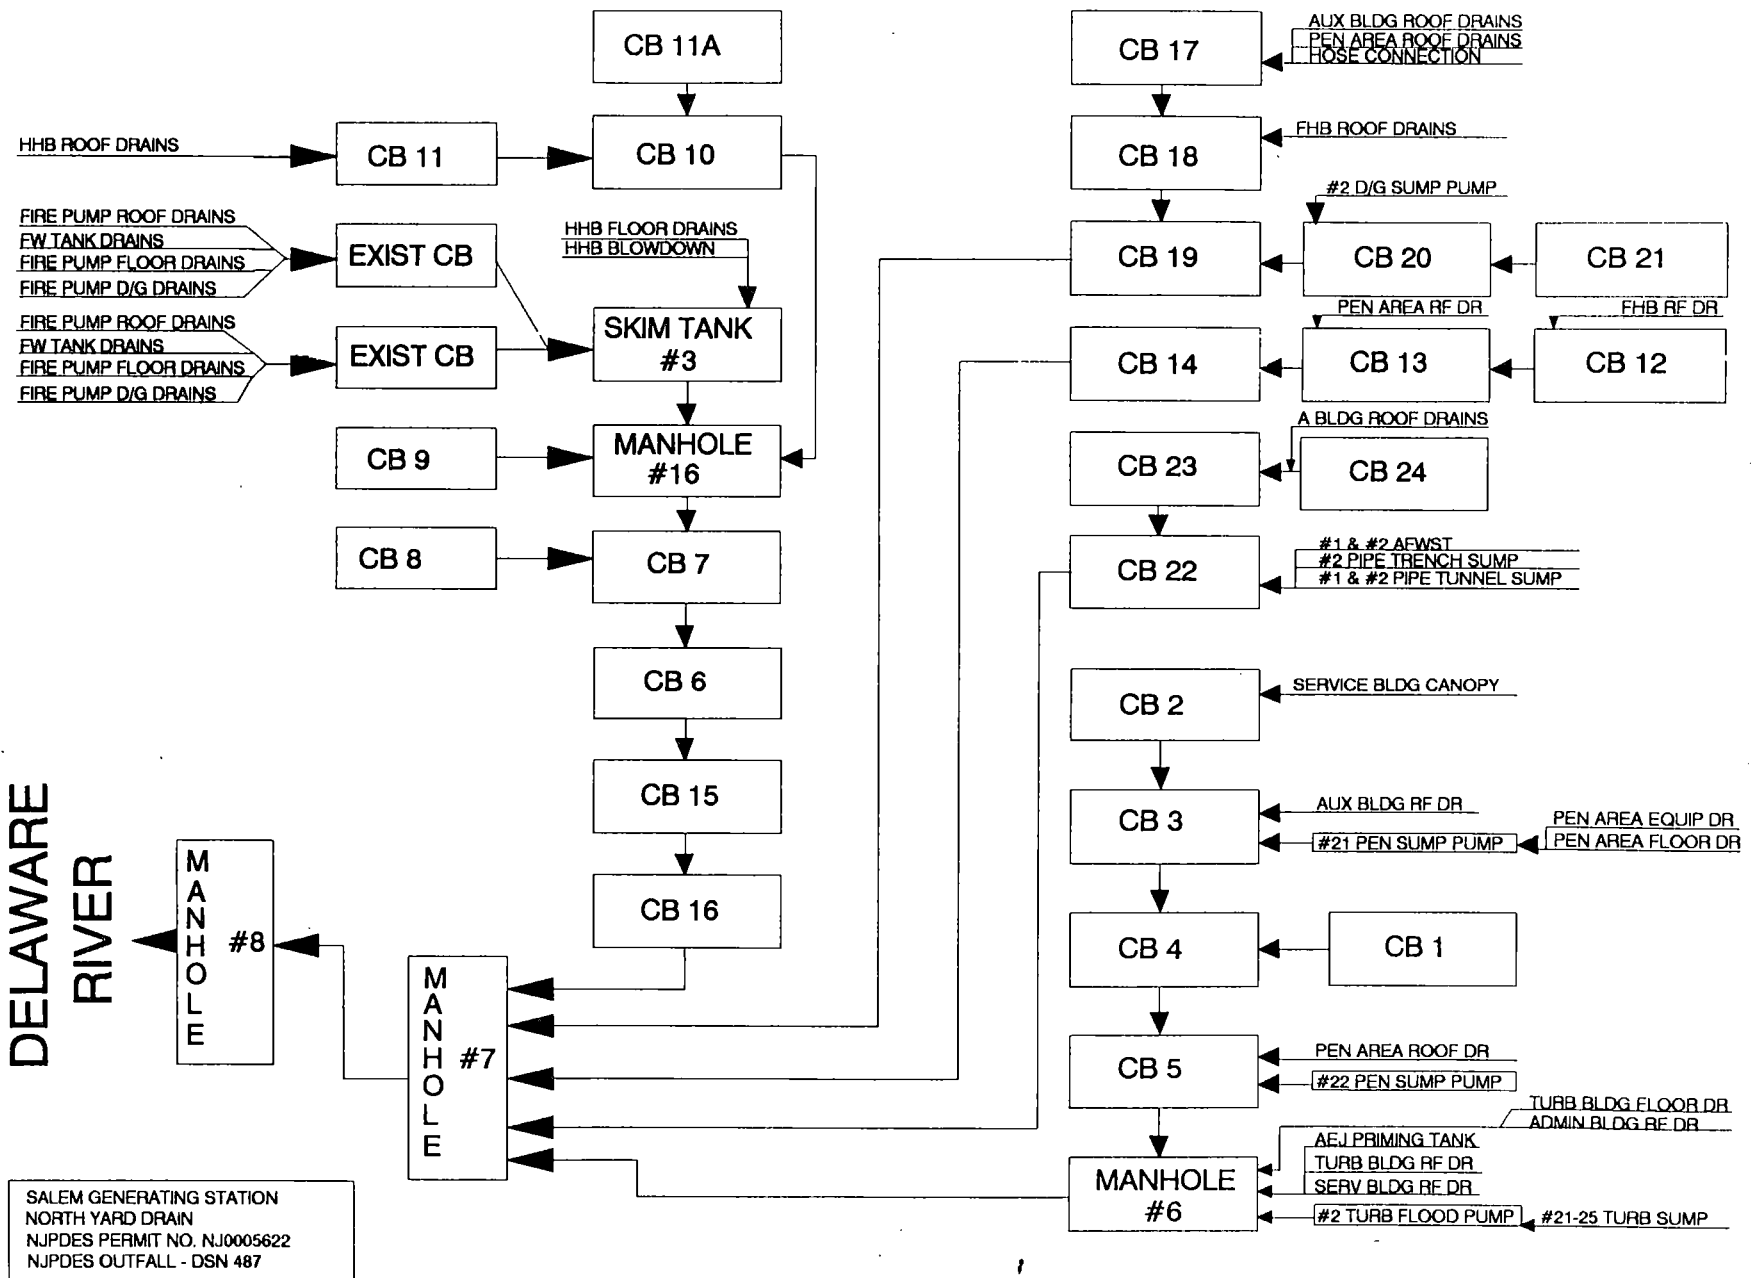 CB 11A
HHB ROOF DRAINS
CB 11
CB 10
FIRE PUMP ROOF DRAINS
FW TANK DRAINS
FIRE PUMP FLOOR DRAINS
FIRE PUMP D/G DRAINS
EXIST CB
HHB FLOOR DRAINS
HHB BLOWDOWN
FIRE PUMP ROOF DRAINS
FW TANK DRAINS
FIRE PUMP FLOOR DRAINS
FIRE PUMP D/G DRAINS
EXIST CB
SKIM TANK
#3
CB 9
MANHOLE
#16
CB 8
CB 7
CB 6
CB 15
CB 16
CB 17
AUX BLDG ROOF DRAINS
PEN AREA ROOF DRAINS
HOSE CONNECTION
CB 18
FHB ROOF DRAINS
#2 D/G SUMP PUMP
CB 19
CB 20
CB 21
PEN AREA RF DR
FHB RF DR
CB 14
CB 13
CB 12
A BLDG ROOF DRAINS
CB 23
CB 24
CB 22
#1 & #2 AFWST
#2 PIPE TRENCH SUMP
#1 & #2 PIPE TUNNEL SUMP
CB 2
SERVICE BLDG CANOPY
CB 3
AUX BLDG RF DR
#21 PEN SUMP PUMP
PEN AREA EQUIP DR
PEN AREA FLOOR DR
CB 4
CB 1
CB 5
PEN AREA ROOF DR
#22 PEN SUMP PUMP
TURB BLDG FLOOR DR
ADMIN BLDG RF DR
MANHOLE
#6
AEJ PRIMING TANK
TURB BLDG RF DR
SERV BLDG RF DR
#2 TURB FLOOD PUMP
#21-25 TURB SUMP
MANHOLE
#7
MANHOLE
#8
DELAWARE
RIVER
SALEM GENERATING STATION
NORTH YARD DRAIN
NJPDES PERMIT NO. NJ0005622
NJPDES OUTFALL - DSN 487